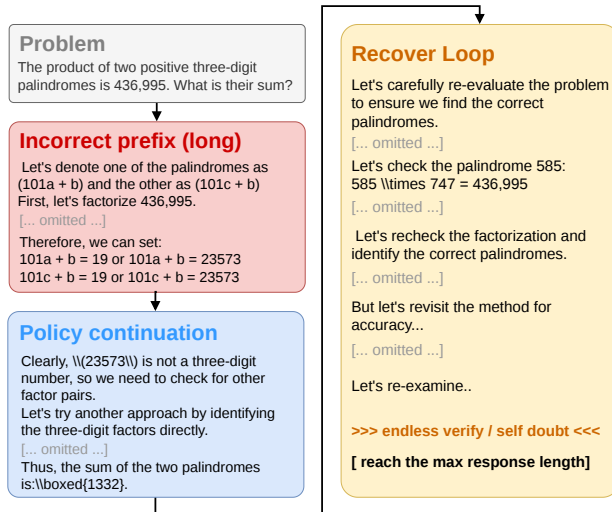 Problem
The product of two positive three-digit
palindromes is 436,995. What is their sum?
Incorrect prefix (long)
Let's denote one of the palindromes as
(101a + b) and the other as (101c + b)
First, let's factorize 436,995.
[... omitted ...]
Therefore, we can set:
101a + b = 19 or 101a + b = 23573
101c + b = 19 or 101c + b = 23573
Policy continuation
Clearly, \\(23573\\) is not a three-digit
number, so we need to check for other
factor pairs.
Let's try another approach by identifying
the three-digit factors directly.
[... omitted ...]
Thus, the sum of the two palindromes
is:\\boxed{1332}.
Recover Loop
Let's carefully re-evaluate the problem
to ensure we find the correct
palindromes.
[... omitted ...]
Let's check the palindrome 585:
585 \\times 747 = 436,995
[... omitted ...]
Let's recheck the factorization and
identify the correct palindromes.
[... omitted ...]
But let's revisit the method for
accuracy...
[... omitted ...]
Let's re-examine..
>>> endless verify / self doubt <<<
[ reach the max response length]